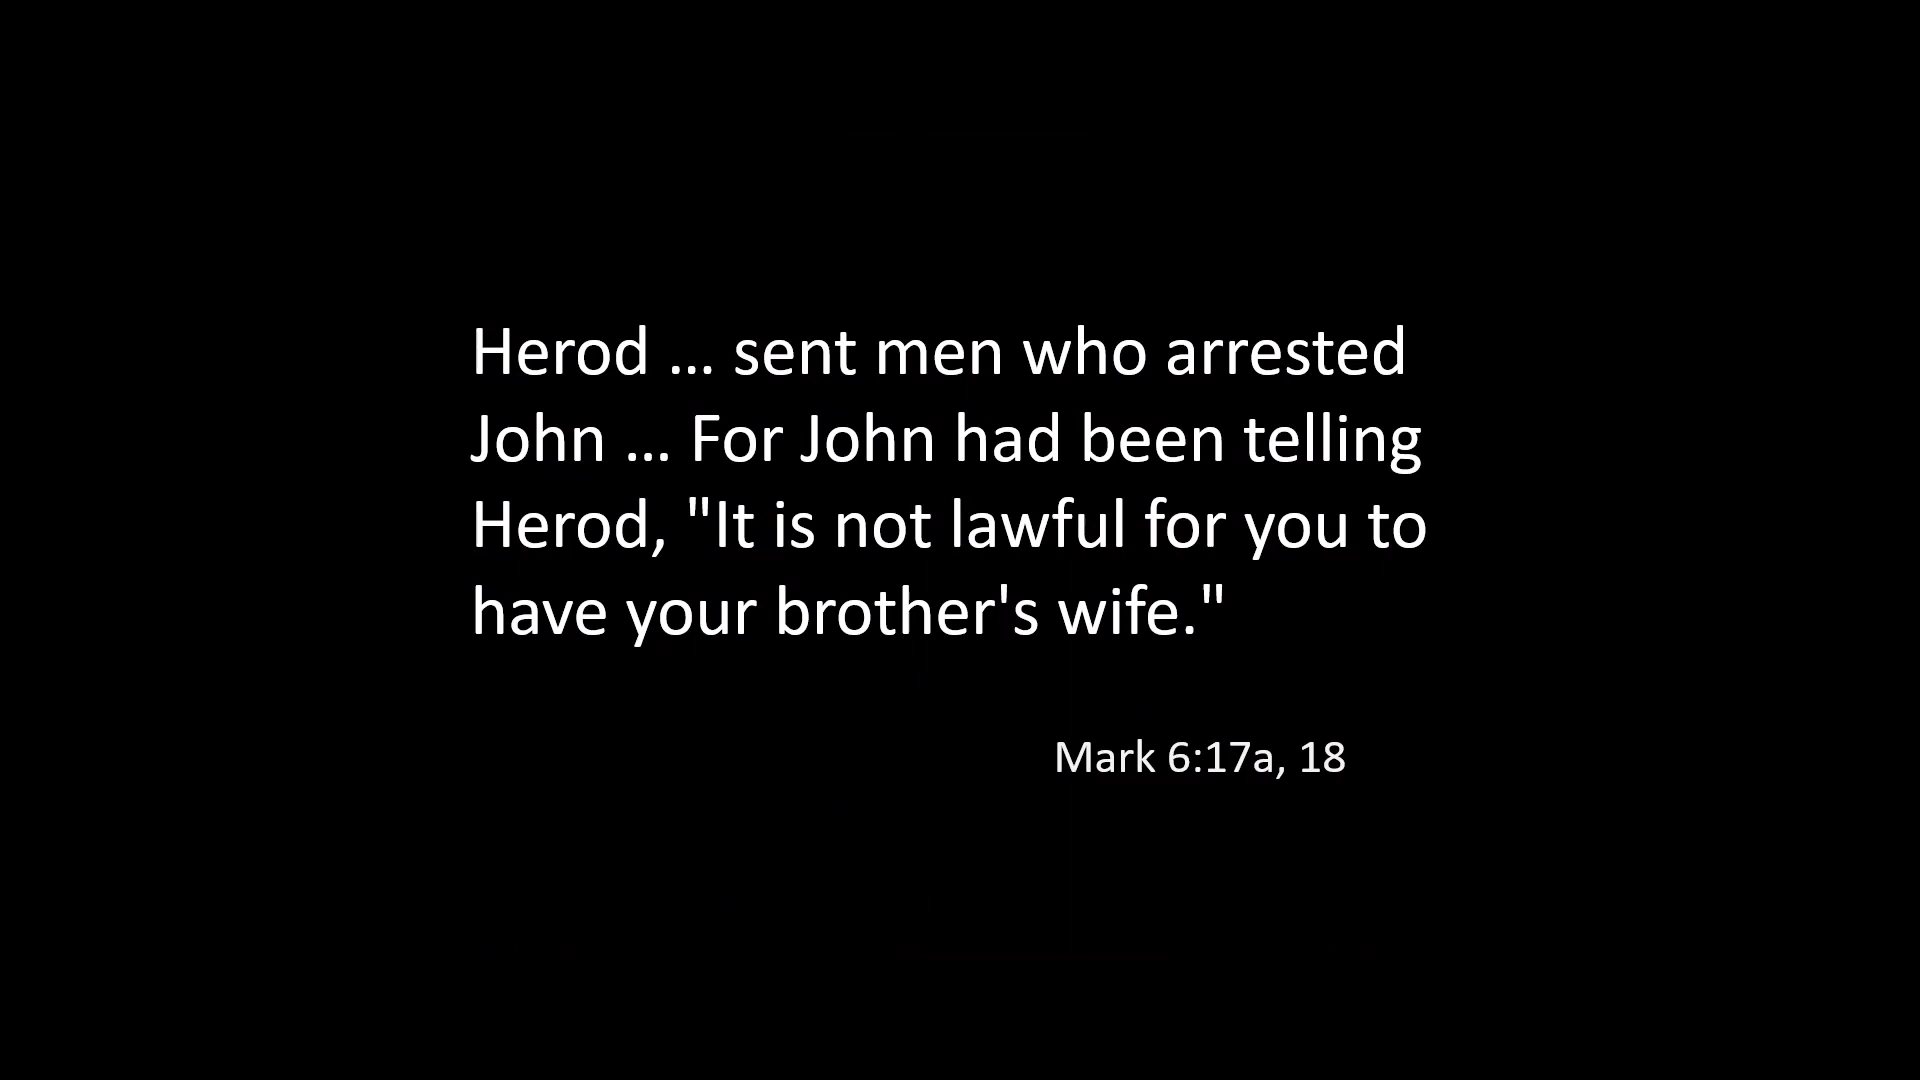 Herod ... sent men who arrested
John ... For John had been telling
Herod, "It is not lawful for you to
have your brother's wife."
Mark 6:17a, 18